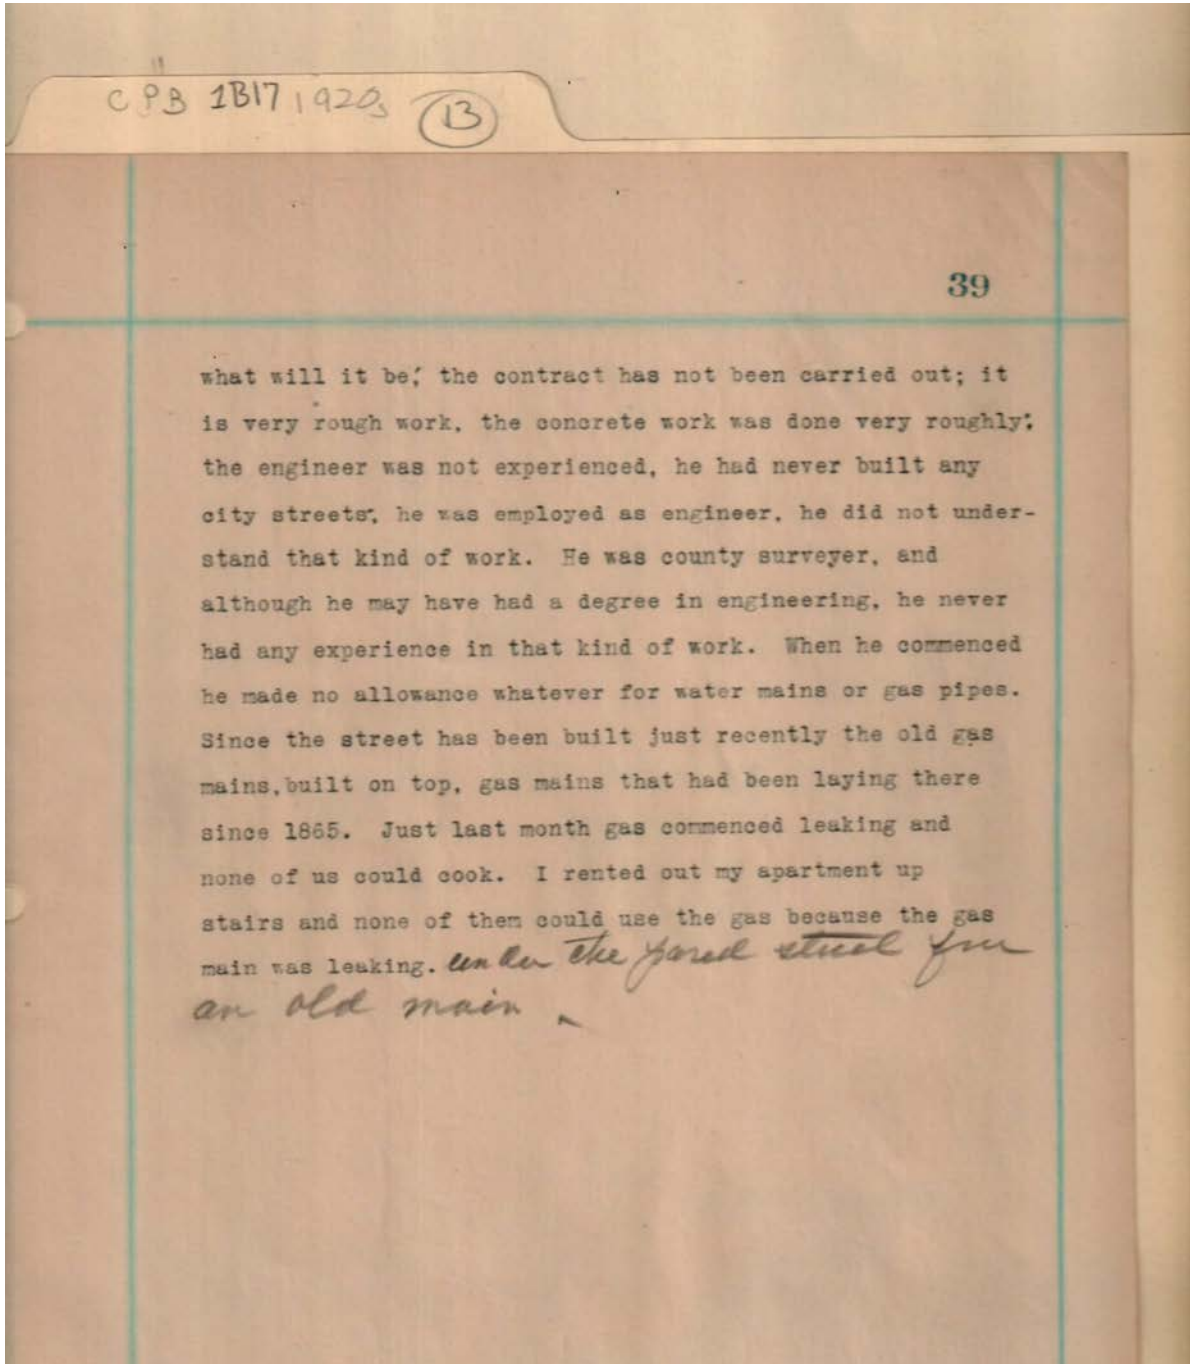 CPB 1B17 1920s 13
39
what will it be; the contract has not been carried out; it
is very rough work, the concrete work was done very roughly;
the engineer was not experienced, he had never built any
city streets; he was employed as engineer, he did not under-
stand that kind of work. He was county surveyer, and
although he may have had a degree in engineering, he never
had any experience in that kind of work. When he commenced
he made no allowance whatever for water mains or gas pipes.
Since the street has been built just recently the old gas
mains, built on top, gas mains that had been laying there
since 1865. Just last month gas commenced leaking and
none of us could cook. I rented out my apartment up
stairs and none of them could use the gas because the gas
main was leaking. under the paved street from
an old main.